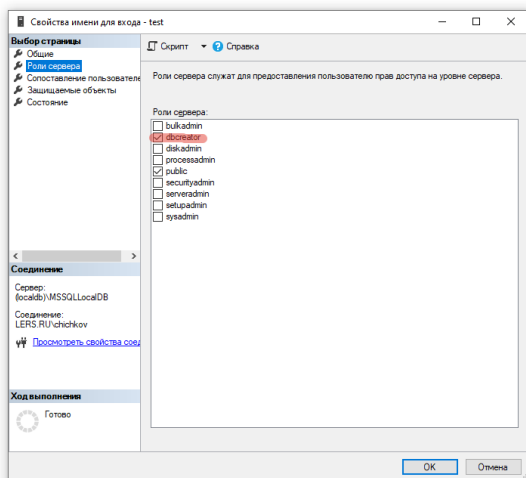 Свойства имени для входа - test
Выбор страницы
Общие
Роли сервера
Сопоставление пользователе
Защищаемые объекты
Состояние
Скрипт
Справка
Роли сервера служат для предоставления пользователю прав доступа на уровне сервера.
Роли сервера:
bulkadmin
dbcreator
diskadmin
processadmin
public
securityadmin
serveradmin
setupadmin
sysadmin
Соединение
Сервер:
(localdb)\MSSQLLocalDB
Соединение:
LERS.RU\chichkov
Просмотреть свойства соед
Ход выполнения
Готово
OK
Отмена